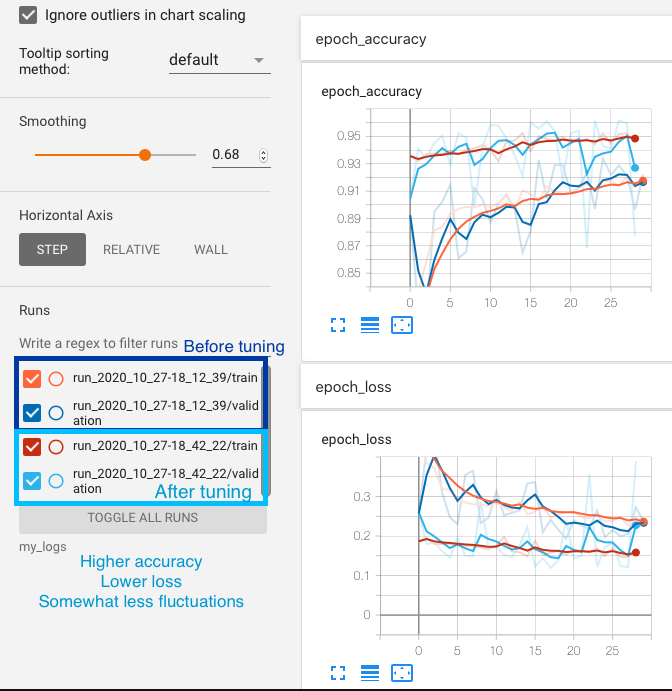 Ignore outliers in chart scaling
Tooltip sorting
method:
default
Smoothing
0.68
Horizontal Axis
STEP
RELATIVE
WALL
Runs
Write a regex to filter runs
Before tuning
run_2020_10_27-18_12_39/train
run_2020_10_27-18_12_39/valid
ation
run_2020_10_27-18_42_22/train
run_2020_10_27-18_42_22/valid
ation
After tuning
TOGGLE ALL RUNS
my_logs
Higher accuracy
Lower loss
Somewhat less fluctuations
epoch_accuracy
epoch_accuracy
0.95
0.93
0.91
0.89
0.87
0.85
0 5 10 15 20 25
epoch_loss
epoch_loss
0.3
0.2
0.1
0
0 5 10 15 20 25